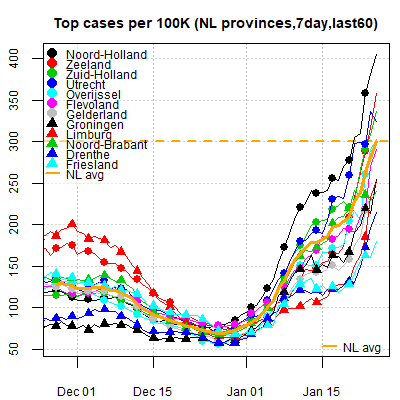 Top cases per 100K (NL provinces,7day,last60)
400
350
300
250
200
150
100
50
Noord-Holland
Zeeland
Zuid-Holland
Utrecht
Overijssel
Flevoland
Gelderland
Groningen
Limburg
Noord-Brabant
Drenthe
Friesland
NL avg
NL avg
Dec 01
Dec 15
Jan 01
Jan 15